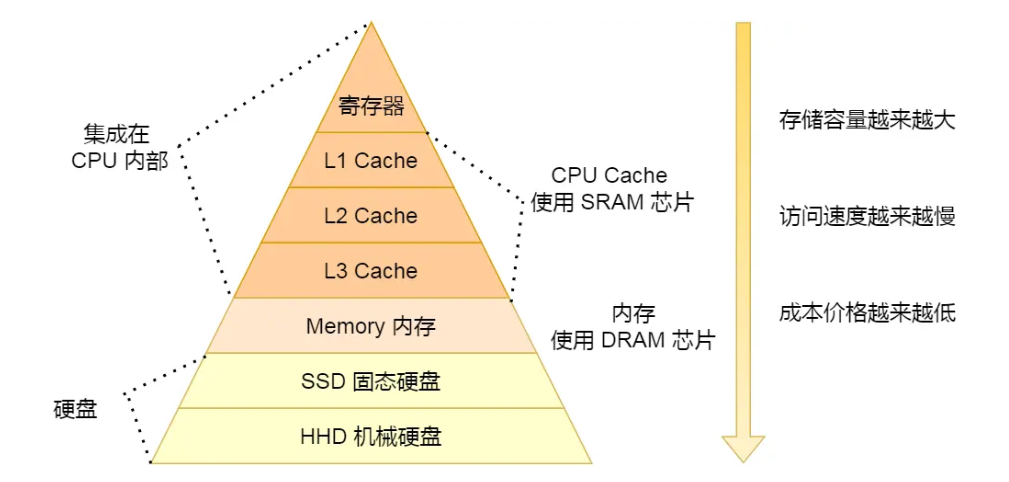 寄存器
集成在
CPU 内部
L1 Cache
L2 Cache
L3 Cache
CPU Cache
使用 SRAM 芯片
Memory 内存
内存
使用 DRAM 芯片
硬盘
SSD 固态硬盘
HHD 机械硬盘
存储容量越来越大
访问速度越来越慢
成本价格越来越低